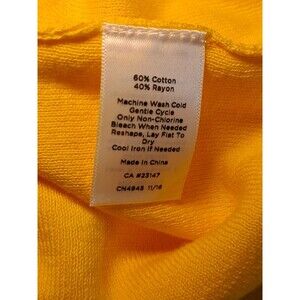 60% Cotton
40% Rayon
Machine Wash Cold
Gentle Cycle
Only Non-Chlorine
Bleach When Needed
Reshape, Lay Flat To
Dry
Cool Iron If Needed
Made In China
CA #23147
CN4943 11/16